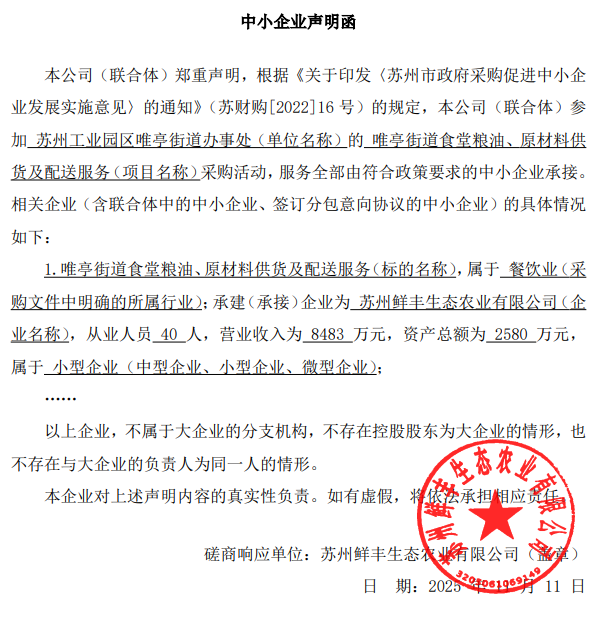 中小企业声明函
本公司（联合体）郑重声明，根据《关于印发〈苏州市政府采购促进中小企
业发展实施意见〉的通知》（苏财购[2022]16 号）的规定，本公司（联合体）参
加 苏州工业园区唯亭街道办事处（单位名称）的 唯亭街道食堂粮油、原材料供
货及配送服务（项目名称）采购活动，服务全部由符合政策要求的中小企业承接。
相关企业（含联合体中的中小企业、签订分包意向协议的中小企业）的具体情况
如下：
1.唯亭街道食堂粮油、原材料供货及配送服务（标的名称），属于 餐饮业（采
购文件中明确的所属行业）；承建（承接）企业为 苏州鲜丰生态农业有限公司（企
业名称），从业人员 40 人，营业收入为 8483 万元，资产总额为 2580 万元，
属于 小型企业（中型企业、小型企业、微型企业）；
……
以上企业，不属于大企业的分支机构，不存在控股股东为大企业的情形，也
不存在与大企业的负责人为同一人的情形。
本企业对上述声明内容的真实性负责。如有虚假，将依法承担相应责任。
磋商响应单位：苏州鲜丰生态农业有限公司（盖章）
日 期：2025 年 11 月 11 日
苏州鲜丰生态农业有限公司
3205061069149